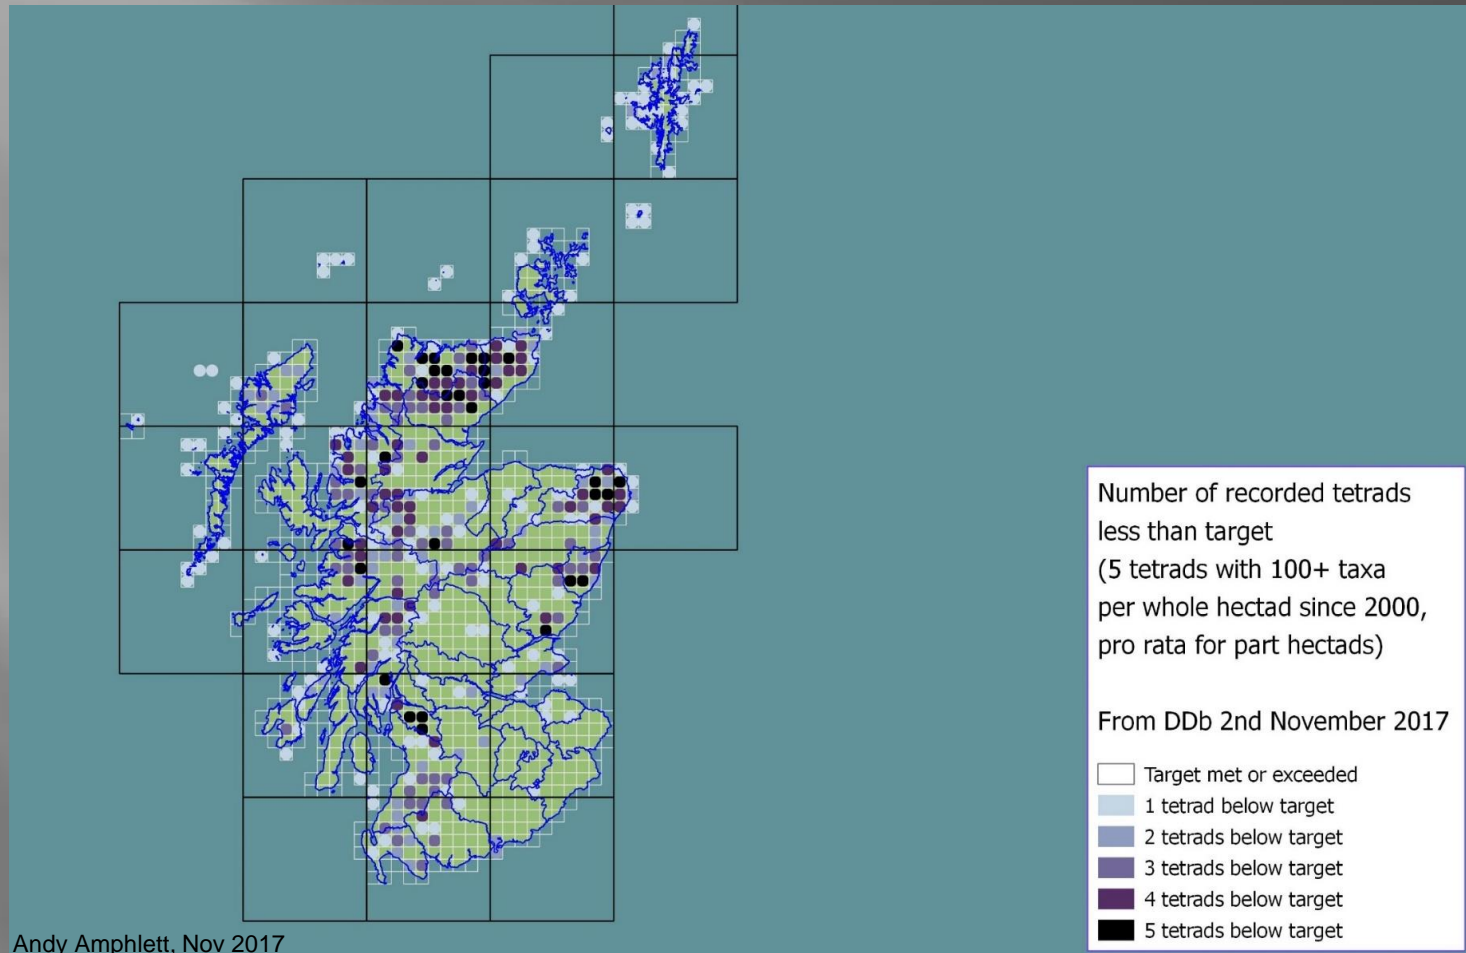 Number of recorded tetrads
less than target
(5 tetrads with 100+ taxa
per whole hectad since 2000,
pro rata for part hectads)
From DDb 2nd November 2017
Target met or exceeded
1 tetrad below target
2 tetrads below target
3 tetrads below target
4 tetrads below target
5 tetrads below target
Andy Amphlett, Nov 2017